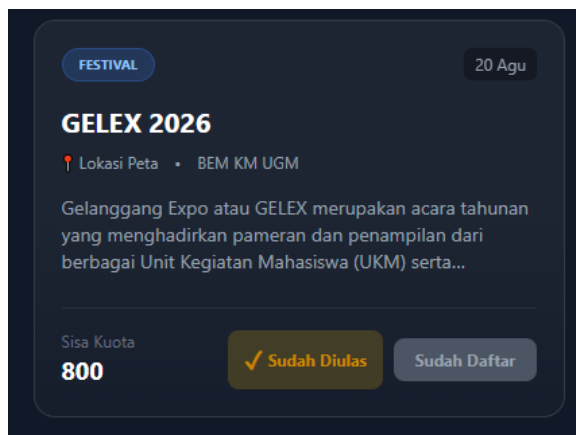 FESTIVAL
20 Agu
GELEX 2026
Lokasi Peta • BEM KM UGM
Gelanggang Expo atau GELEX merupakan acara tahunan
yang menghadirkan pameran dan penampilan dari
berbagai Unit Kegiatan Mahasiswa (UKM) serta...
Sisa Kuota
800
✓ Sudah Diulas
Sudah Daftar